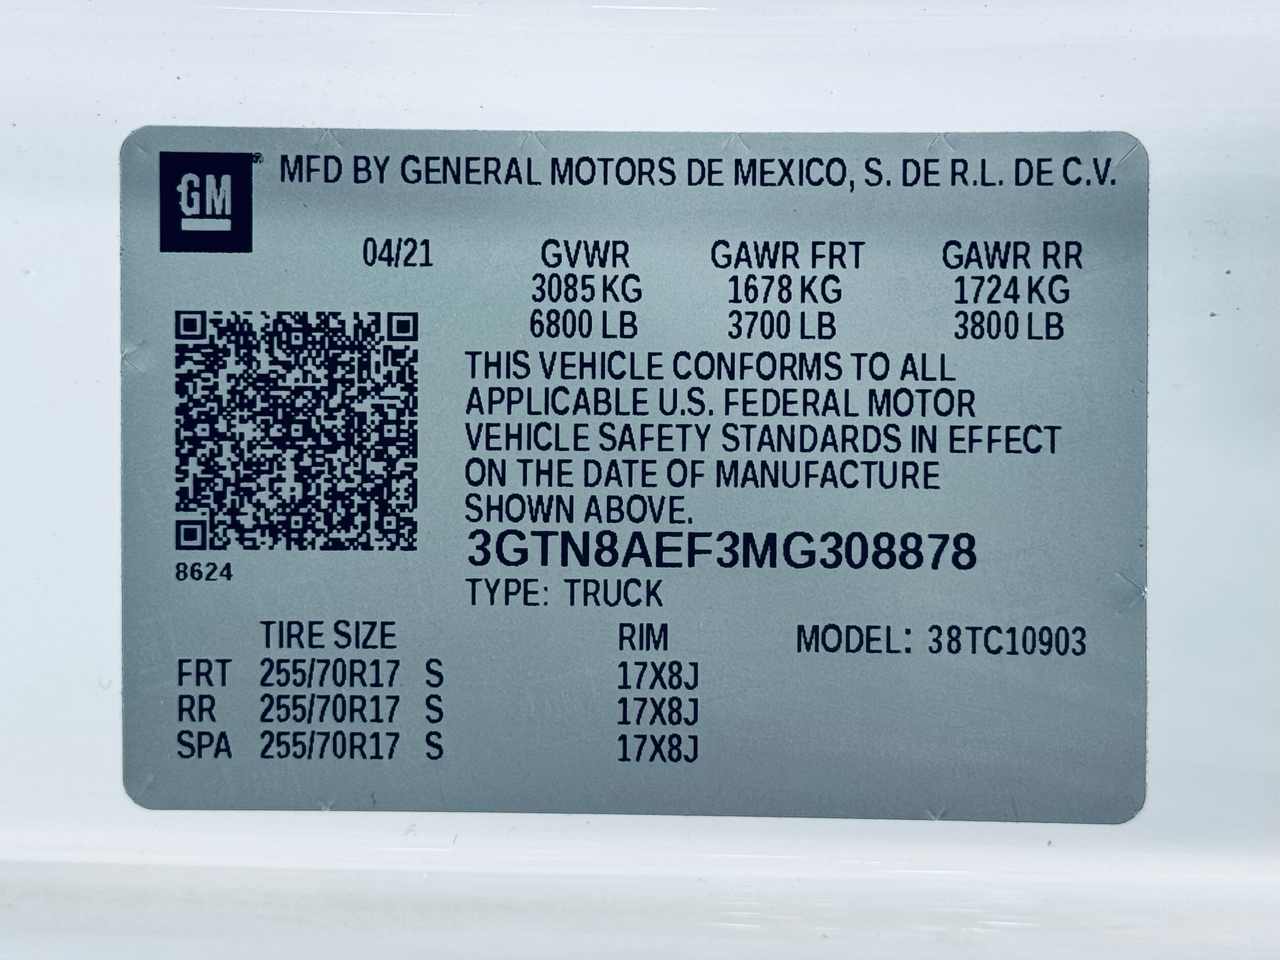 GM
MFD BY GENERAL MOTORS DE MEXICO, S. DE R.L. DE C.V.
04/21 GVWR GAWR FRT GAWR RR
3085 KG 1678 KG 1724 KG
6800 LB 3700 LB 3800 LB
THIS VEHICLE CONFORMS TO ALL
APPLICABLE U.S. FEDERAL MOTOR
VEHICLE SAFETY STANDARDS IN EFFECT
ON THE DATE OF MANUFACTURE
SHOWN ABOVE.
3GTN8AEF3MG308878
8624
TYPE: TRUCK
TIRE SIZE RIM MODEL: 38TC10903
FRT 255/70R17 S 17X8J
RR 255/70R17 S 17X8J
SPA 255/70R17 S 17X8J